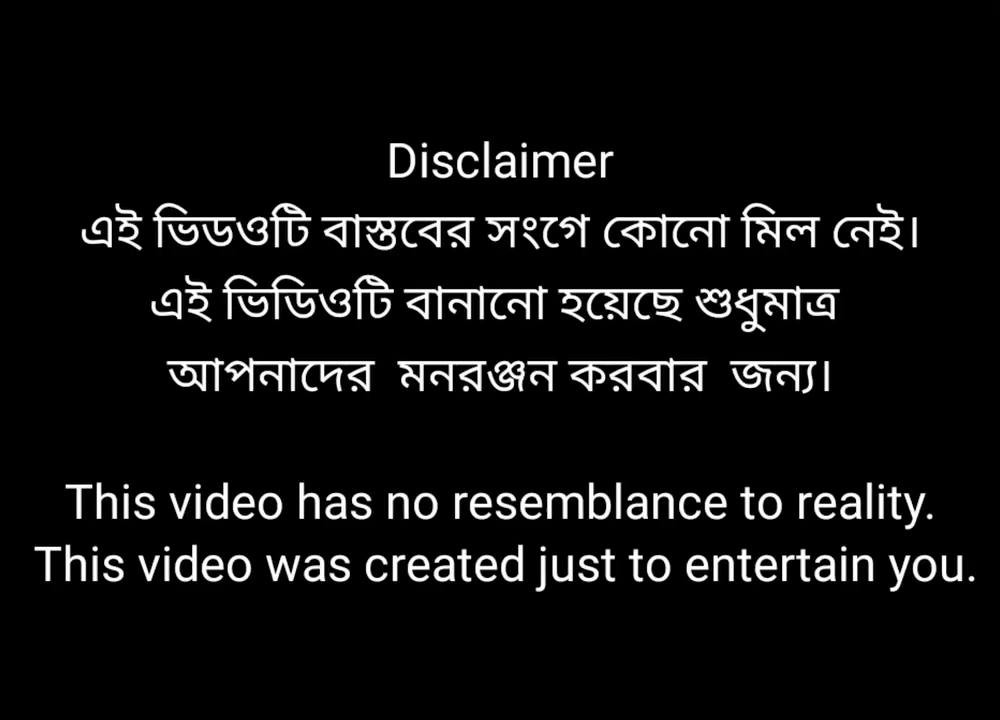 Disclaimer
এই ভিডওটি বাস্তবের সংগে কোনো মিল নেই।
এই ভিডিওটি বানানো হয়েছে শুধুমাত্র
আপনাদের মনরঞ্জন করবার জন্য।
This video has no resemblance to reality.
This video was created just to entertain you.